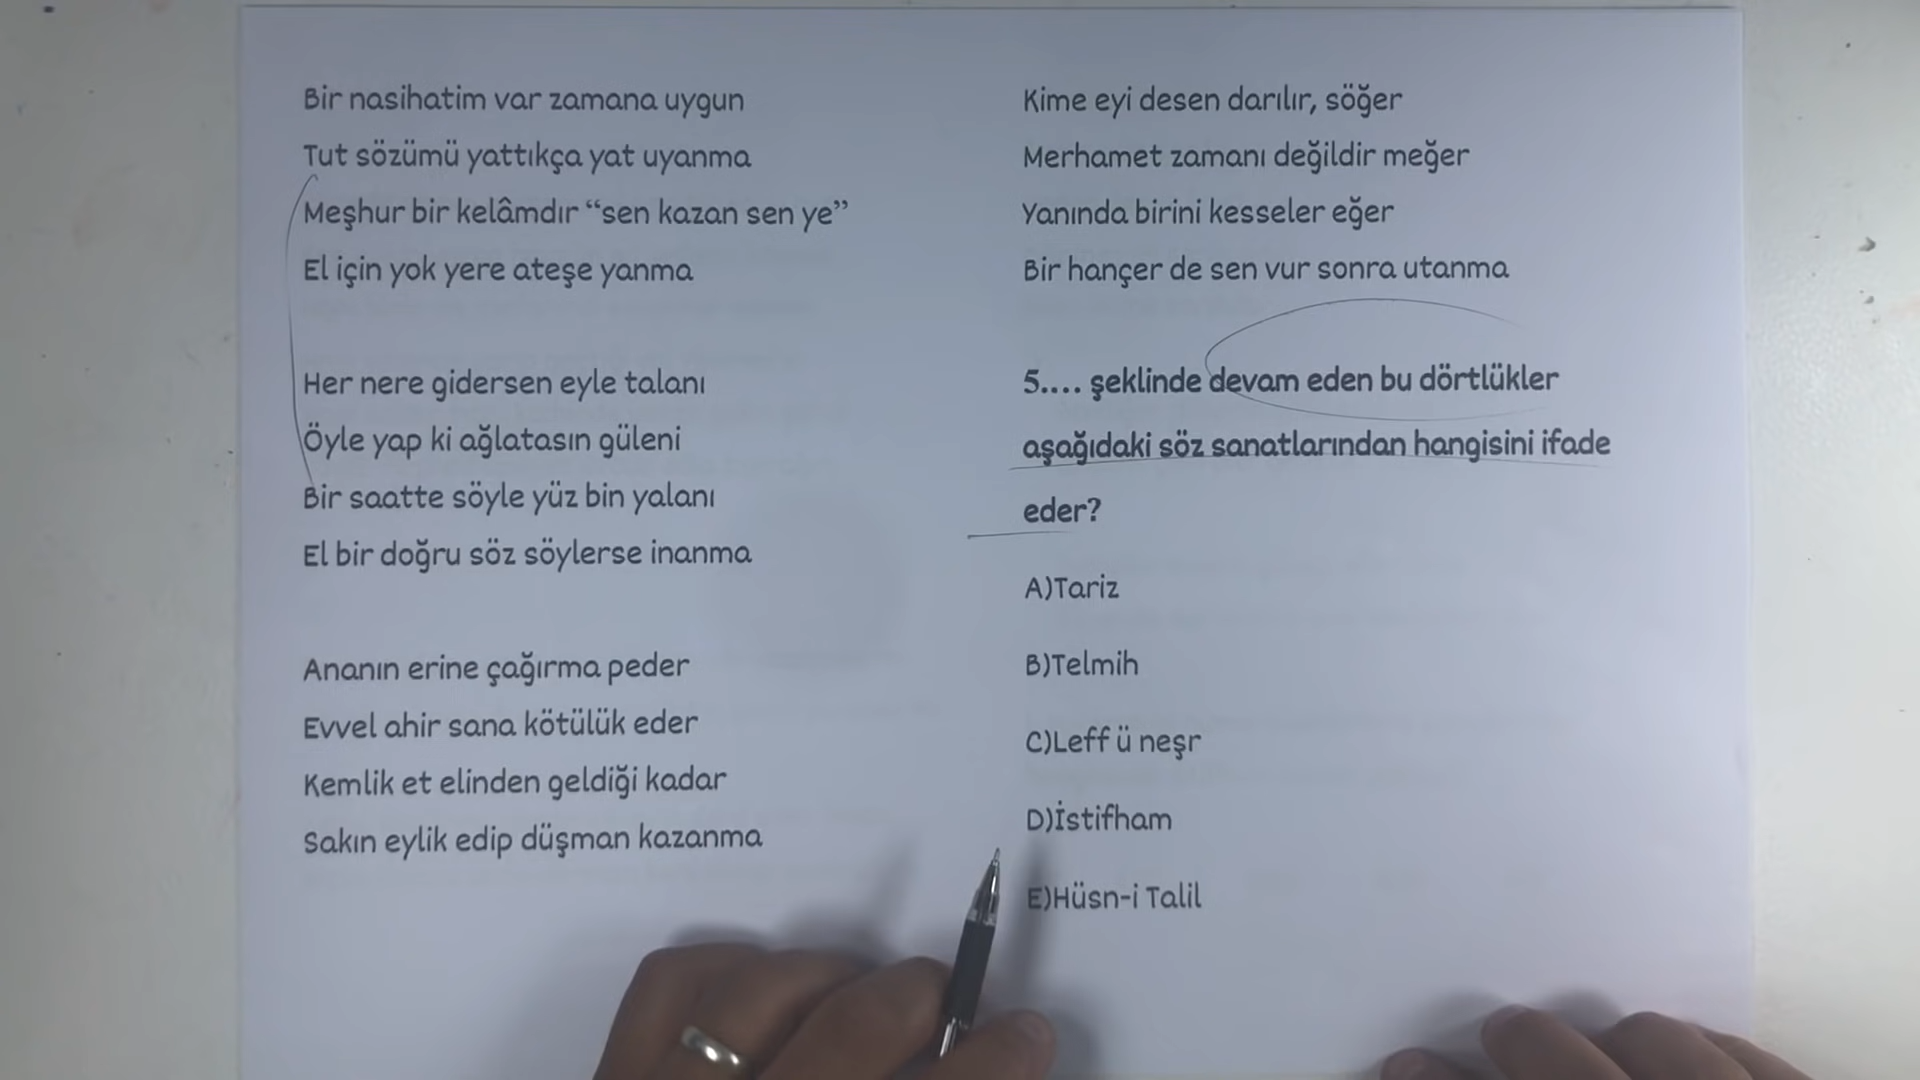 Bir nasihatim var zamana uygun
Tut sözümü yattıkça yat uyanma
Meşhur bir kelâmdır “sen kazan sen ye”
El için yok yere ateşe yanma
Her nere gidersen eyle talanı
Öyle yap ki ağlatasın güleni
Bir saatte söyle yüz bin yalanı
El bir doğru söz söylerse inanma
Ananın erine çağırma peder
Evvel ahir sana kötülük eder
Kemlik et elinden geldiği kadar
Sakın eylik edip düşman kazanma
Kime eyi desen darılır, söğer
Merhamet zamanı değildir meğer
Yanında birini kesseler eğer
Bir hançer de sen vur sonra utanma
5.... şeklinde devam eden bu dörtlükler
aşağıdaki söz sanatlarından hangisini ifade
eder?
A)Tariz
B)Telmih
C)Leff ü neşr
D)İstifham
E)Hüsn-i Talil